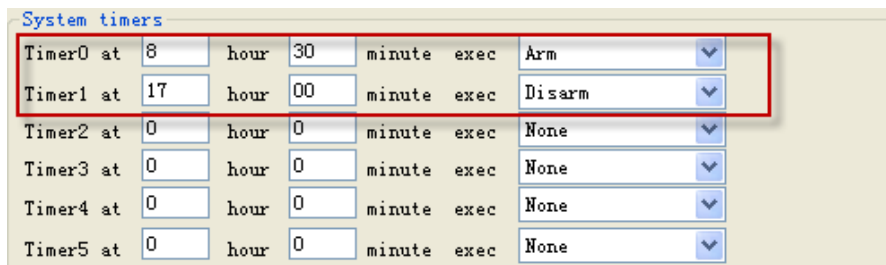 System timers
Timer0 at 8 hour 30 minute exec Arm
Timer1 at 17 hour 00 minute exec Disarm
Timer2 at 0 hour 0 minute exec None
Timer3 at 0 hour 0 minute exec None
Timer4 at 0 hour 0 minute exec None
Timer5 at 0 hour 0 minute exec None